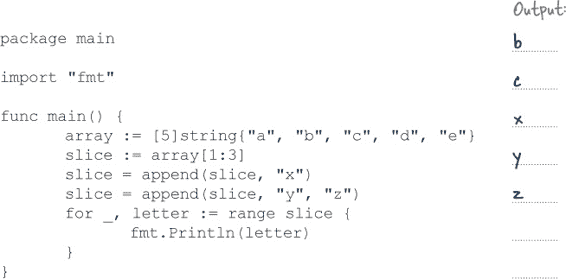 Output:
package main
b
import "fmt"
c
func main() {
x
array := [5]string{"a", "b", "c", "d", "e"}
slice := array[1:3]
y
slice = append(slice, "x")
slice = append(slice, "y", "z")
z
for _, letter := range slice {
fmt.Println(letter)
}
}